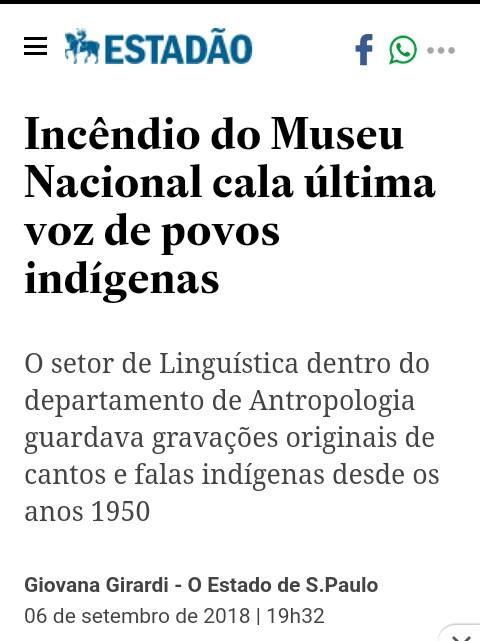 ESTADÃO
Incêndio do Museu
Nacional cala última
voz de povos
indígenas
O setor de Linguística dentro do
departamento de Antropologia
guardava gravações originais de
cantos e falas indígenas desde os
anos 1950
Giovana Girardi - O Estado de S.Paulo
06 de setembro de 2018 | 19h32